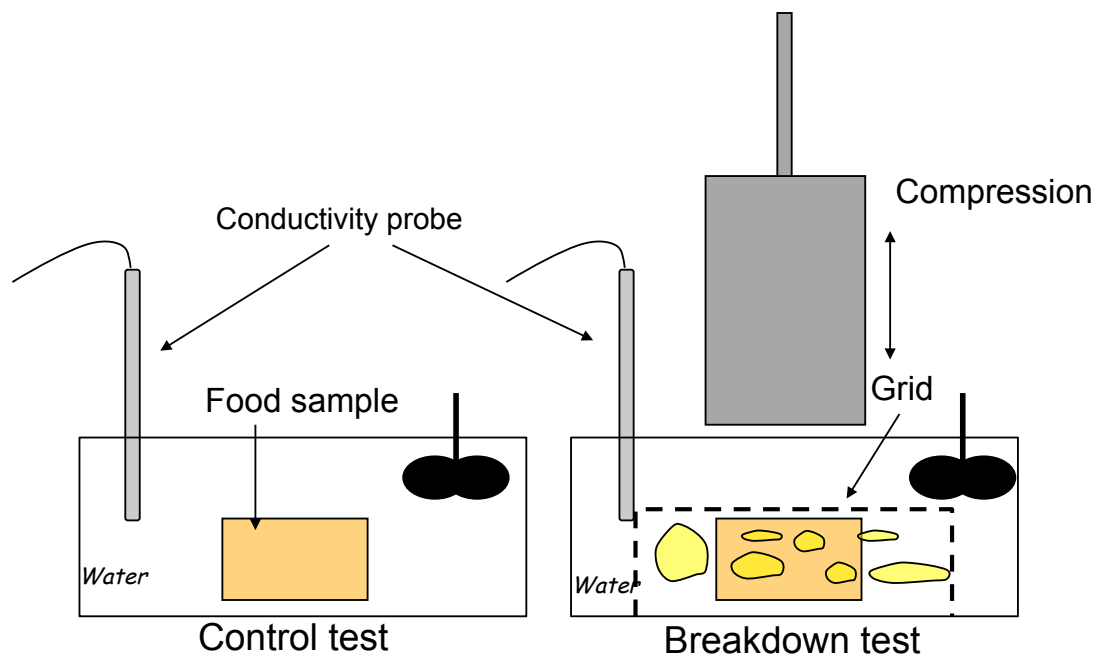 Compression
Conductivity probe
Grid
Food sample
Water
Water
Control test
Breakdown test